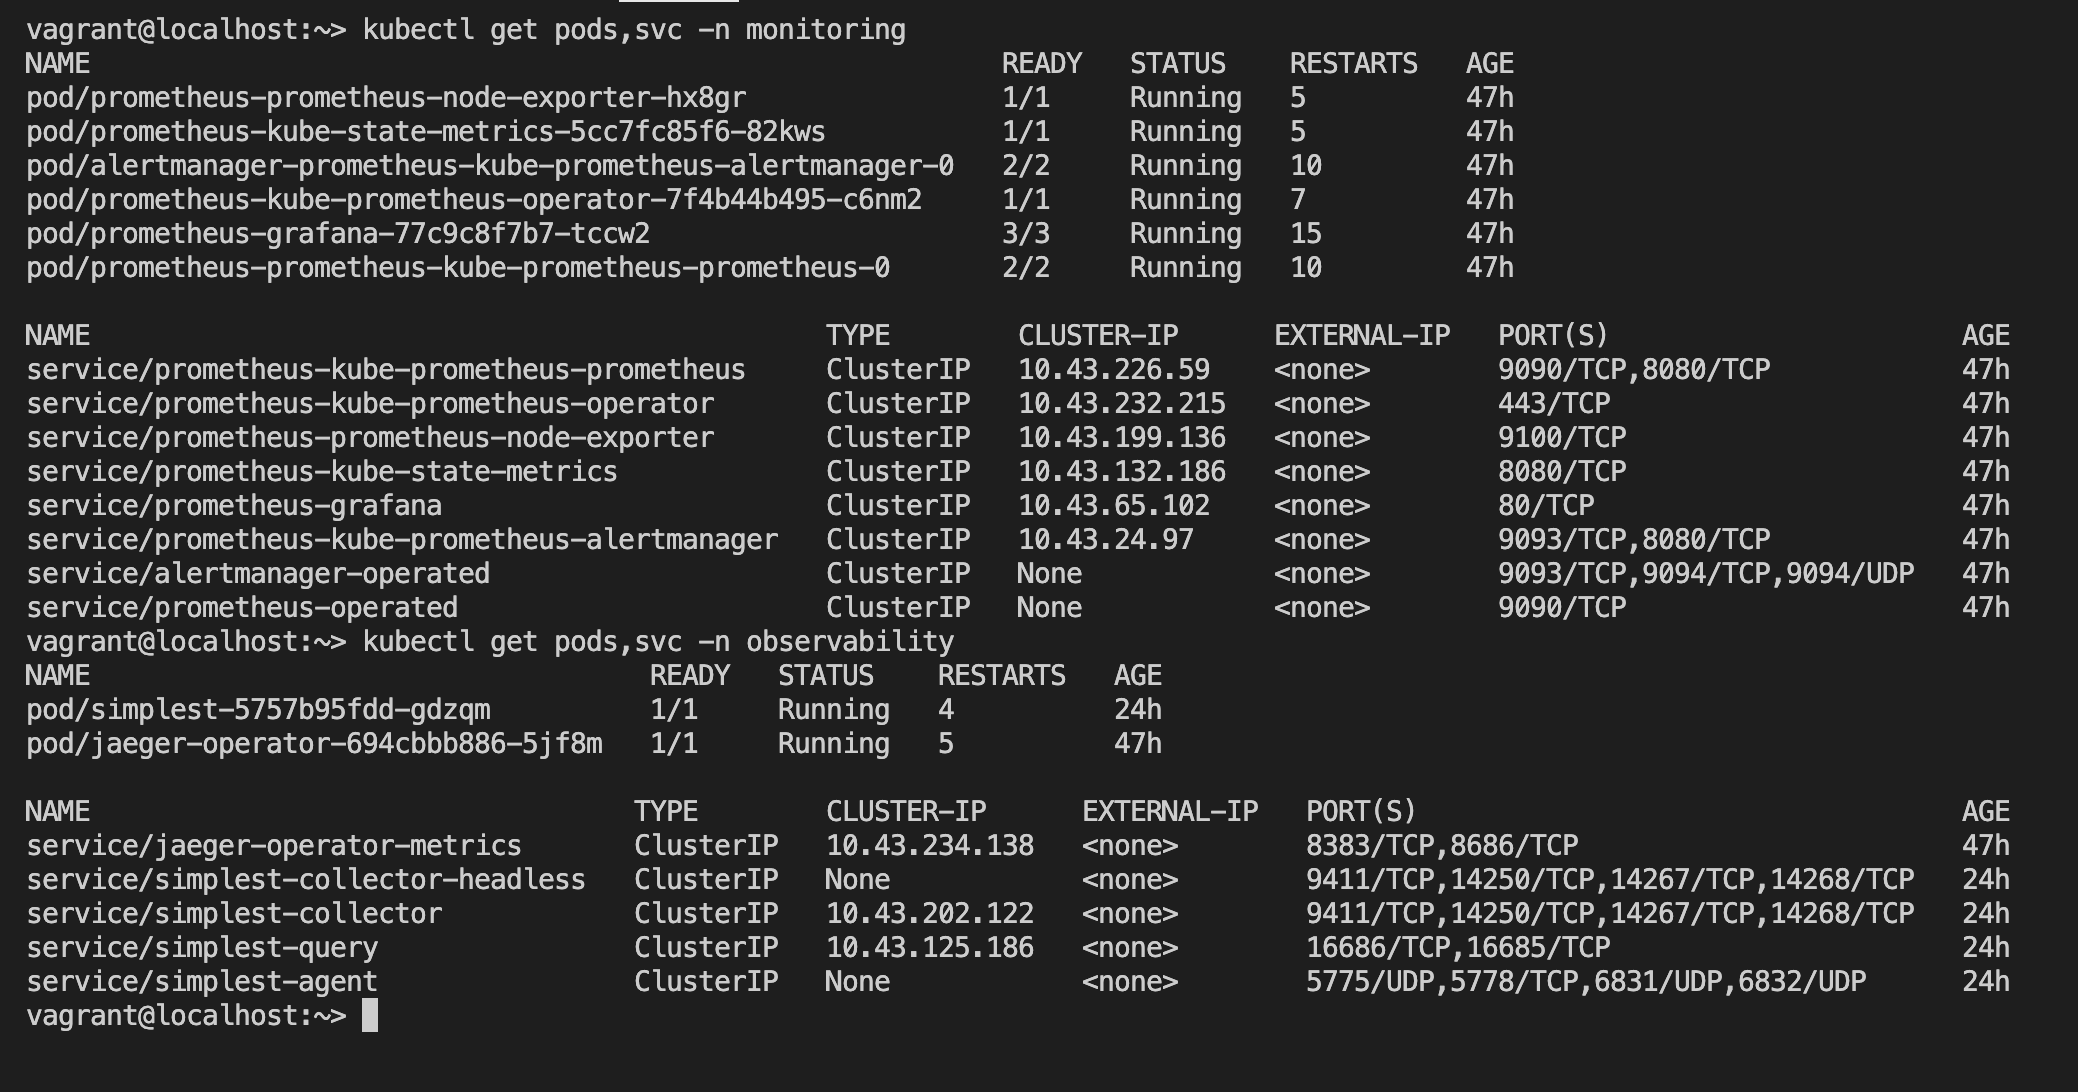 vagrant@localhost:~> kubectl get pods,svc -n monitoring
NAME READY STATUS RESTARTS AGE
pod/prometheus-prometheus-node-exporter-hx8gr 1/1 Running 5 47h
pod/prometheus-kube-state-metrics-5cc7fc85f6-82kws 1/1 Running 5 47h
pod/alertmanager-prometheus-kube-prometheus-alertmanager-0 2/2 Running 10 47h
pod/prometheus-kube-prometheus-operator-7f4b44b495-c6nm2 1/1 Running 7 47h
pod/prometheus-grafana-77c9c8f7b7-tccw2 3/3 Running 15 47h
pod/prometheus-prometheus-kube-prometheus-prometheus-0 2/2 Running 10 47h
NAME TYPE CLUSTER-IP EXTERNAL-IP PORT(S) AGE
service/prometheus-kube-prometheus-prometheus ClusterIP 10.43.226.59 <none> 9090/TCP,8080/TCP 47h
service/prometheus-kube-prometheus-operator ClusterIP 10.43.232.215 <none> 443/TCP 47h
service/prometheus-prometheus-node-exporter ClusterIP 10.43.199.136 <none> 9100/TCP 47h
service/prometheus-kube-state-metrics ClusterIP 10.43.132.186 <none> 8080/TCP 47h
service/prometheus-grafana ClusterIP 10.43.65.102 <none> 80/TCP 47h
service/prometheus-kube-prometheus-alertmanager ClusterIP 10.43.24.97 <none> 9093/TCP,8080/TCP 47h
service/alertmanager-operated ClusterIP None <none> 9093/TCP,9094/TCP,9094/UDP 47h
service/prometheus-operated ClusterIP None <none> 9090/TCP 47h
vagrant@localhost:~> kubectl get pods,svc -n observability
NAME READY STATUS RESTARTS AGE
pod/simplest-5757b95fdd-gdzqm 1/1 Running 4 24h
pod/jaeger-operator-694cbbb886-5jf8m 1/1 Running 5 47h
NAME TYPE CLUSTER-IP EXTERNAL-IP PORT(S) AGE
service/jaeger-operator-metrics ClusterIP 10.43.234.138 <none> 8383/TCP,8686/TCP 47h
service/simplest-collector-headless ClusterIP None <none> 9411/TCP,14250/TCP,14267/TCP,14268/TCP 24h
service/simplest-collector ClusterIP 10.43.202.122 <none> 9411/TCP,14250/TCP,14267/TCP,14268/TCP 24h
service/simplest-query ClusterIP 10.43.125.186 <none> 16686/TCP,16685/TCP 24h
service/simplest-agent ClusterIP None <none> 5775/UDP,5778/TCP,6831/UDP,6832/UDP 24h
vagrant@localhost:~>